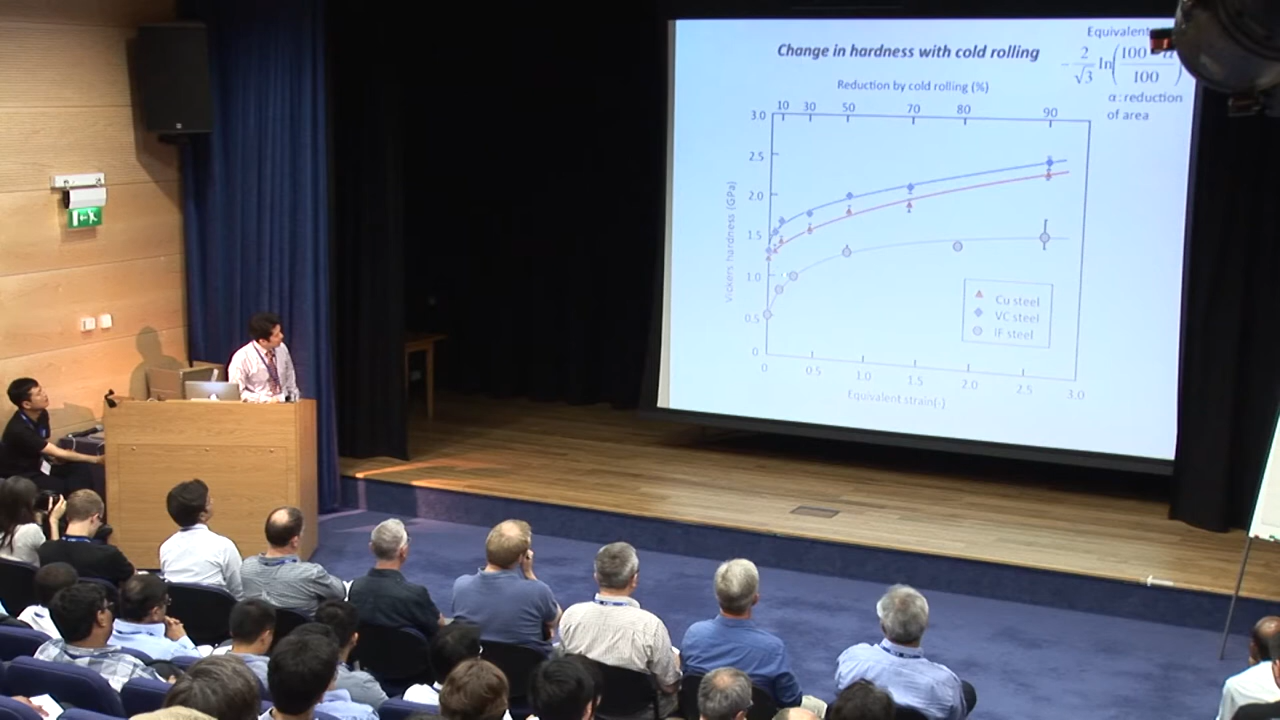 Change in hardness with cold rolling
Equivalent
- 2/√3 ln(100 - α/100)
α : reduction
of area
Reduction by cold rolling (%)
10 30 50 70 80 90
3.0
2.5
2.0
1.5
1.0
0.5
0
Vickers hardness (GPa)
Cu steel
VC steel
IF steel
0 0.5 1.0 1.5 2.0 2.5 3.0
Equivalent strain(-)